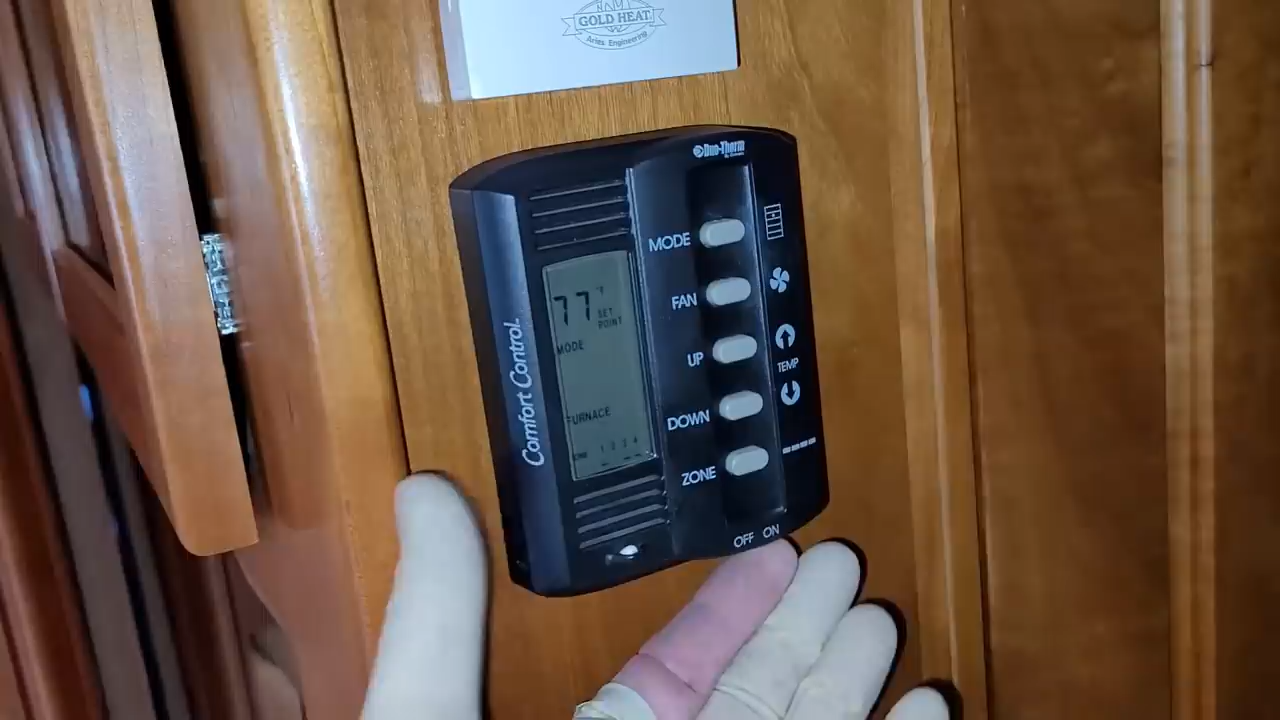 GOLD HEAT
Aries Engineering
Duo-Therm
Comfort Control
77 °F
SET
POINT
MODE
FURNACE
1 2 3 4
MODE
FAN
UP
TEMP
DOWN
ZONE
OFF ON